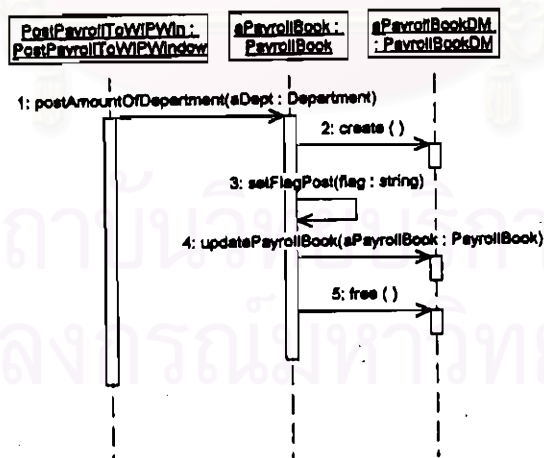 PostPayrollToWIPWin :
PostPayrollToWIPWindow
aPayrollBook :
PayrollBook
aPayrollBookDM
: PayrollBookDM
1: postAmountOfDepartment(aDept : Department)
2: create ( )
3: setFlagPost(flag : string)
4: updatePayrollBook(aPayrollBook : PayrollBook)
5: free ( )